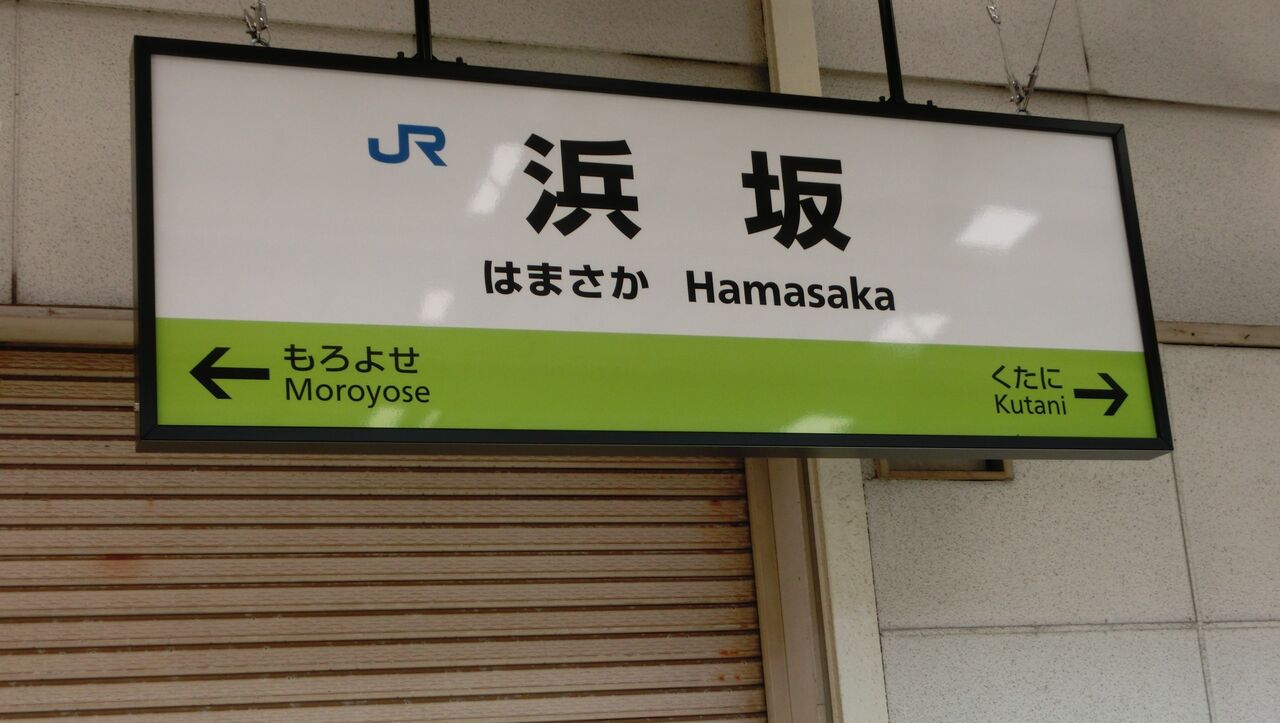 JR 浜坂
はまさか Hamasaka
← もろよせ
Moroyose
くたに →
Kutani